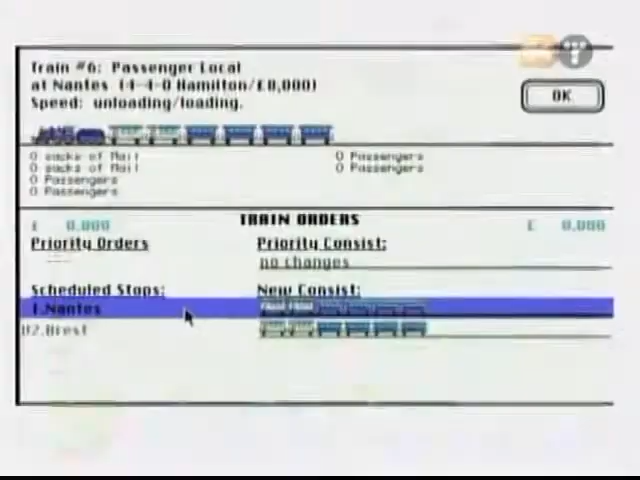 Train #6: Passenger Local
at Nantes (4-4-0 Hamilton/£8,000)
Speed: unloading/loading.
OK
0 sacks of Mail
0 Passengers
0 sacks of Mail
0 Passengers
0 Passengers
0 Passengers
£ 0,000
TRAIN ORDERS
£ 0,000
Priority Orders
Priority Consist:
---
no changes
Scheduled Stops:
New Consist:
1.Nantes
2.Brest